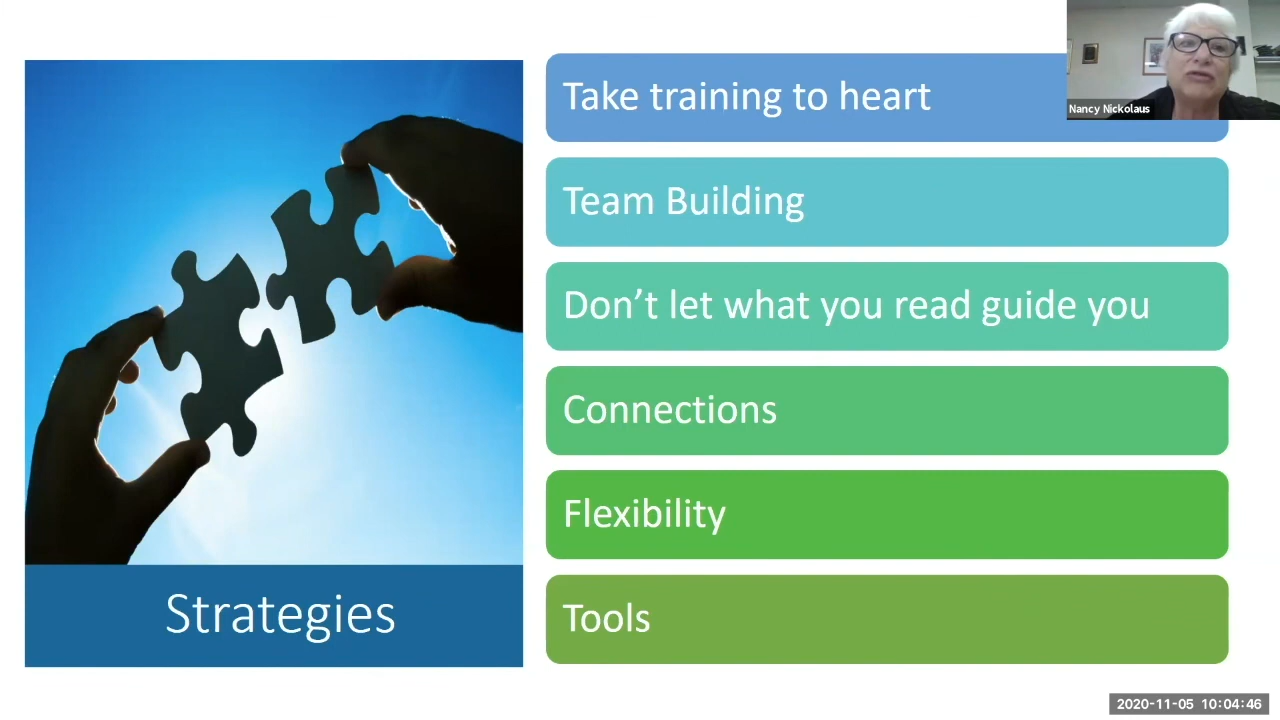 Take training to heart
Nancy Nickolaus
Team Building
Don’t let what you read guide you
Connections
Flexibility
Tools
Strategies
2020-11-05 10:04:46